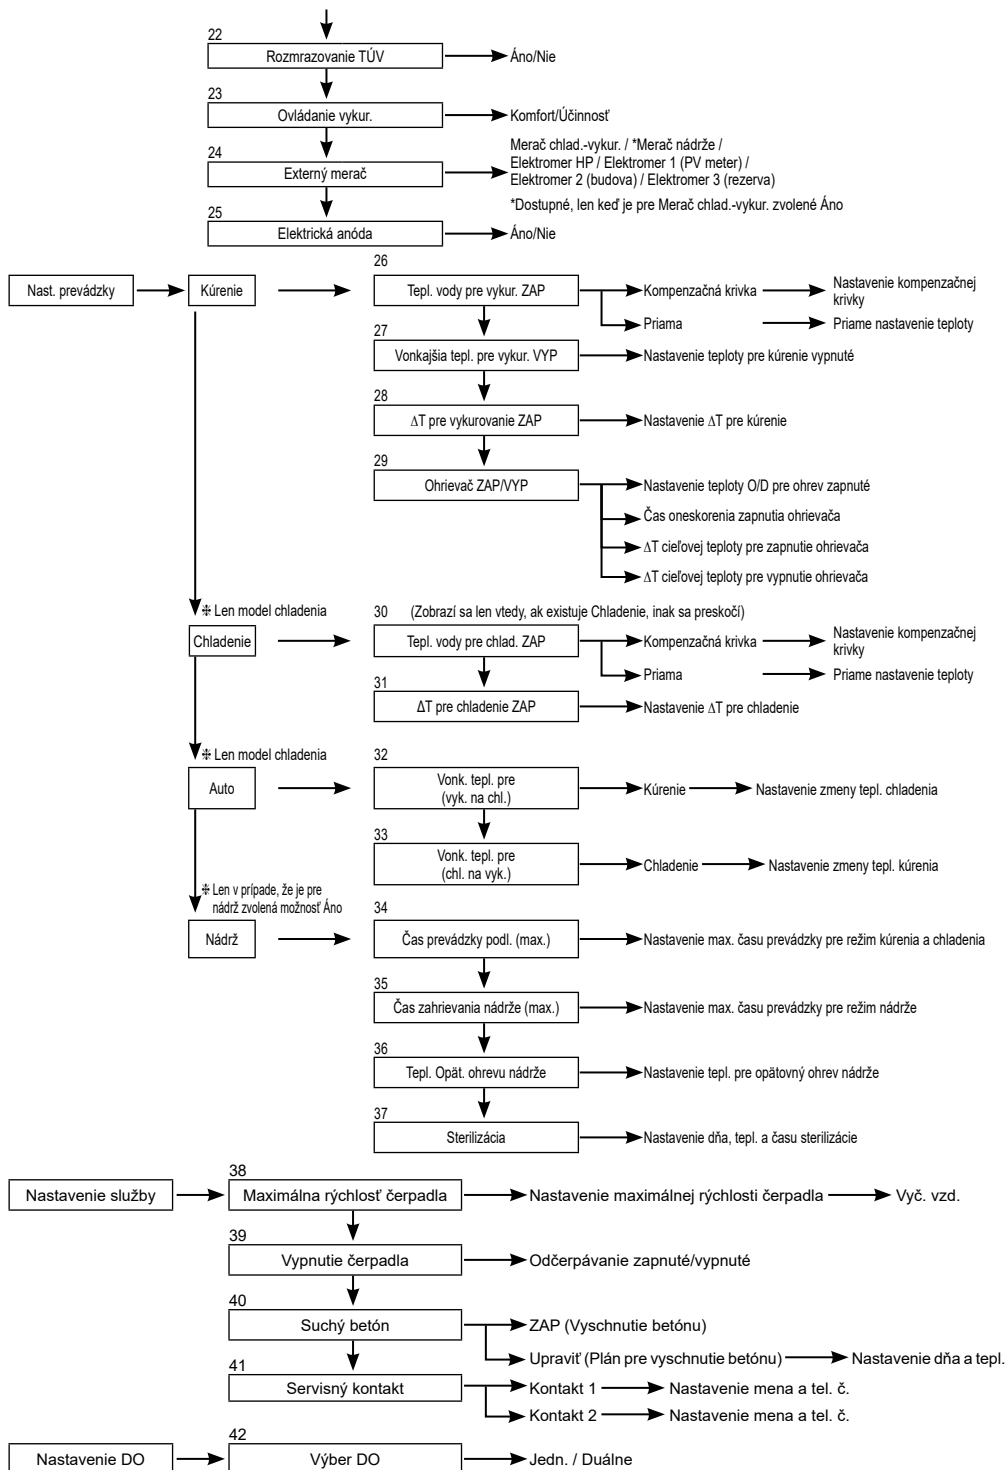 22
Rozmrazovanie TÚV
Áno/Nie
23
Ovládanie vykur.
Komfort/Účinnosť
24
Externý merač
Merač chlad.-vykur. / *Merač nádrže /
Elektromer HP / Elektromer 1 (PV meter) /
Elektromer 2 (budova) / Elektromer 3 (rezerva)
*Dostupné, len keď je pre Merač chlad.-vykur. zvolené Áno
25
Elektrická anóda
Áno/Nie
Nast. prevádzky
Kúrenie
26
Tepl. vody pre vykur. ZAP
Kompenzačná krivka
Nastavenie kompenzačnej
krivky
Priama
Priame nastavenie teploty
27
Vonkajšia tepl. pre vykur. VYP
Nastavenie teploty pre kúrenie vypnuté
28
ΔT pre vykurovanie ZAP
Nastavenie ΔT pre kúrenie
29
Ohrievač ZAP/VYP
Nastavenie teploty O/D pre ohrev zapnuté
Čas oneskorenia zapnutia ohrievača
ΔT cieľovej teploty pre zapnutie ohrievača
ΔT cieľovej teploty pre vypnutie ohrievača
❈ Len model chladenia
Chladenie
30 (Zobrazí sa len vtedy, ak existuje Chladenie, inak sa preskočí)
Tepl. vody pre chlad. ZAP
Kompenzačná krivka
Nastavenie kompenzačnej
krivky
Priama
Priame nastavenie teploty
31
ΔT pre chladenie ZAP
Nastavenie ΔT pre chladenie
❈ Len model chladenia
Auto
32
Vonk. tepl. pre
(vyk. na chl.)
Kúrenie
Nastavenie zmeny tepl. chladenia
33
Vonk. tepl. pre
(chl. na vyk.)
Chladenie
Nastavenie zmeny tepl. kúrenia
❈ Len v prípade, že je pre
nádrž zvolená možnosť Áno
Nádrž
34
Čas prevádzky podl. (max.)
Nastavenie max. času prevádzky pre režim kúrenia a chladenia
35
Čas zahrievania nádrže (max.)
Nastavenie max. času prevádzky pre režim nádrže
36
Tepl. Opät. ohrevu nádrže
Nastavenie tepl. pre opätovný ohrev nádrže
37
Sterilizácia
Nastavenie dňa, tepl. a času sterilizácie
Nastavenie služby
38
Maximálna rýchlosť čerpadla
Nastavenie maximálnej rýchlosti čerpadla
Vyč. vzd.
39
Vypnutie čerpadla
Odčerpávanie zapnuté/vypnuté
40
Suchý betón
ZAP (Vyschnutie betónu)
Upraviť (Plán pre vyschnutie betónu)
Nastavenie dňa a tepl.
41
Servisný kontakt
Kontakt 1
Nastavenie mena a tel. č.
Kontakt 2
Nastavenie mena a tel. č.
Nastavenie DO
42
Výber DO
Jedn. / Duálne